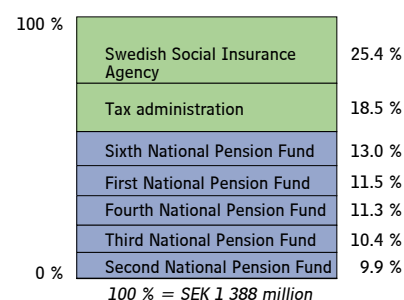 100 %
Swedish Social Insurance
Agency
25.4 %
Tax administration
18.5 %
Sixth National Pension Fund
13.0 %
First National Pension Fund
11.5 %
Fourth National Pension Fund
11.3 %
Third National Pension Fund
10.4 %
0 %
Second National Pension Fund
9.9 %
100 % = SEK 1 388 million